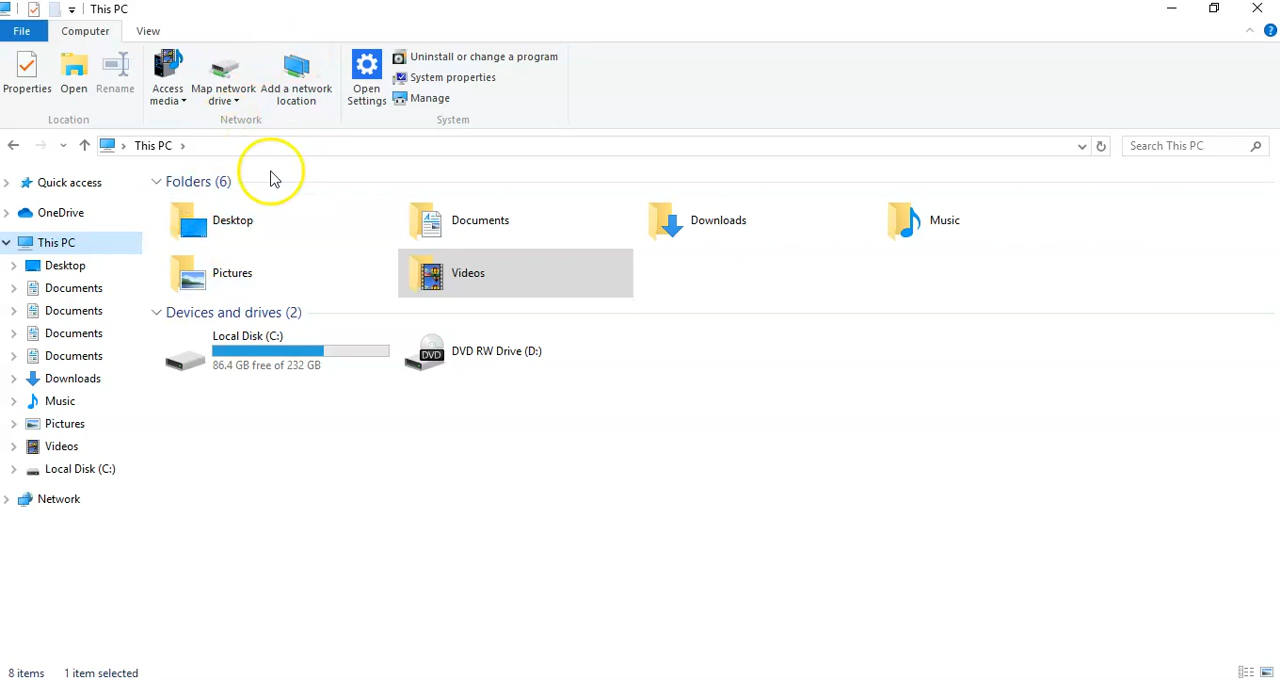 This PC
File
Computer
View
Properties
Open
Rename
Access
media
Map network
drive
Add a network
location
Open
Settings
Uninstall or change a program
System properties
Manage
Location
Network
System
This PC
Search This PC
Quick access
OneDrive
This PC
Desktop
Documents
Documents
Documents
Documents
Downloads
Music
Pictures
Videos
Local Disk (C:)
Network
Folders (6)
Desktop
Documents
Downloads
Music
Pictures
Videos
Devices and drives (2)
Local Disk (C:)
86.4 GB free of 232 GB
DVD
DVD RW Drive (D:)
8 items
1 item selected